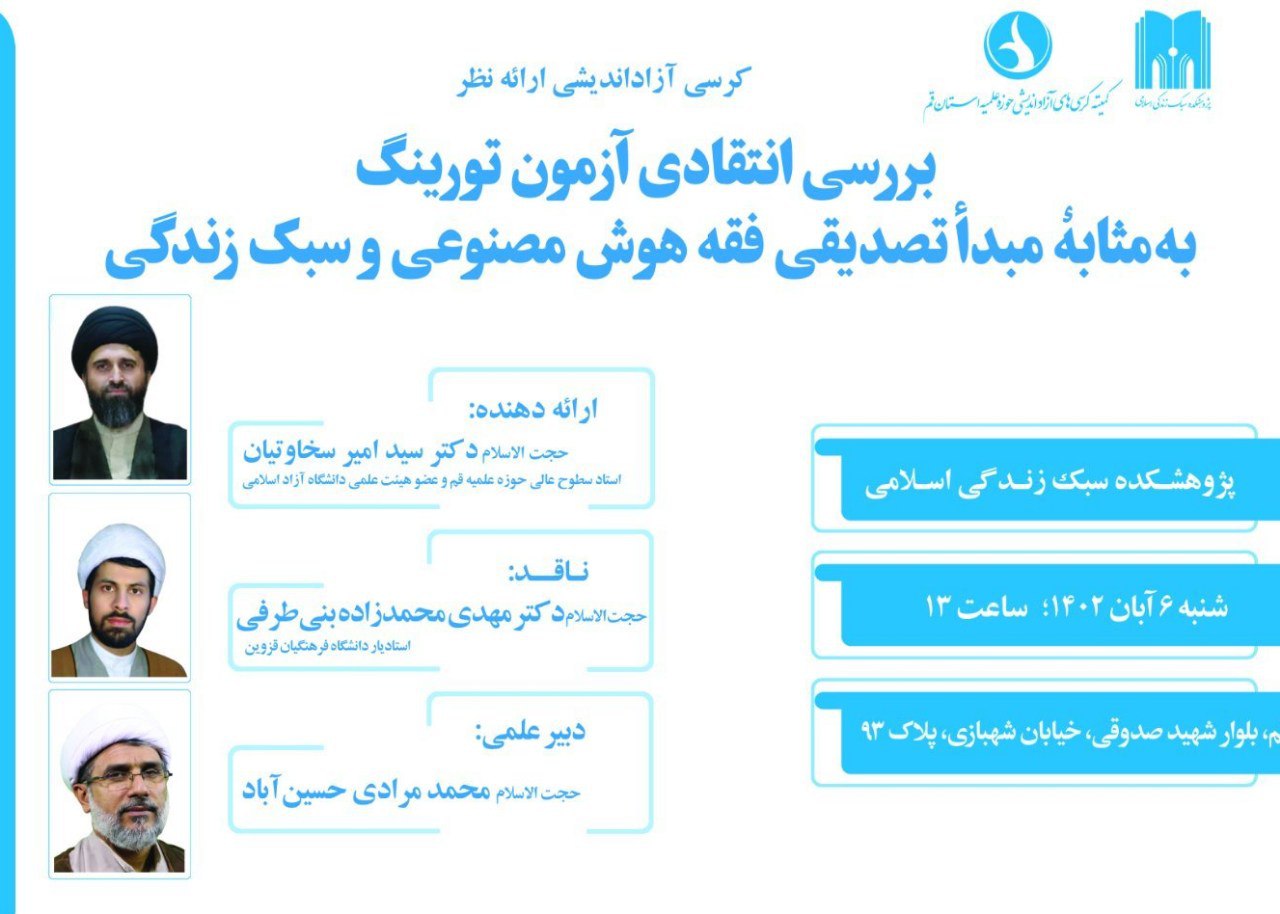 پژوهشکده سبک زندگی اسلامی
کمیته کرسی‌های آزاداندیشی حوزه علمیه استان قم
کرسی آزاداندیشی ارائه نظر
بررسی انتقادی آزمون تورینگ
به مثابهٔ مبدأ تصدیقی فقه هوش مصنوعی و سبک زندگی
ارائه دهنده:
حجت الاسلام دکتر سید امیر سخاوتیان
استاد سطوح عالی حوزه علمیه قم و عضو هیئت علمی دانشگاه آزاد اسلامی
ناقد:
حجت الاسلام دکتر مهدی محمدزاده بنی طرفی
استادیار دانشگاه فرهنگیان قزوین
دبیر علمی:
حجت الاسلام محمد مرادی حسین آباد
پژوهشکده سبک زندگی اسلامی
شنبه ۶ آبان ۱۴۰۲؛ ساعت ۱۳
بلوار شهید صدوقی، خیابان شهبازی، پلاک ۹۳